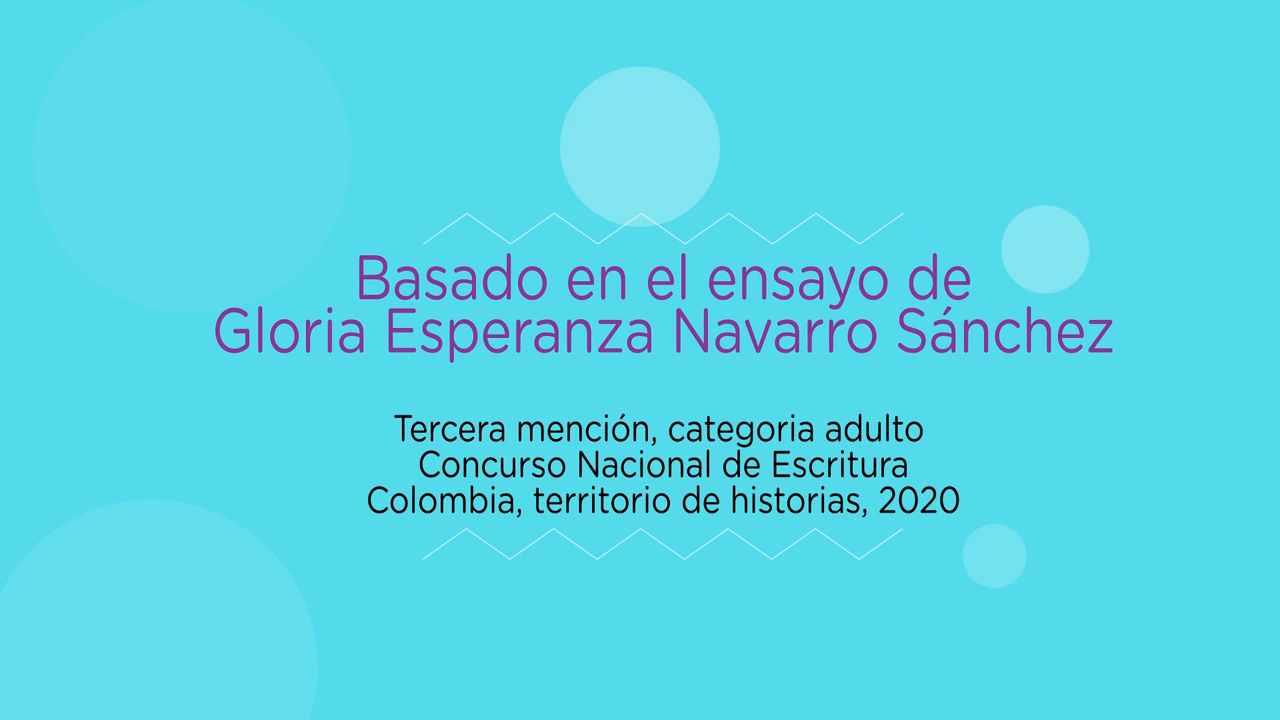 Basado en el ensayo de
Gloria Esperanza Navarro Sánchez
Tercera mención, categoria adulto
Concurso Nacional de Escritura
Colombia, territorio de historias, 2020